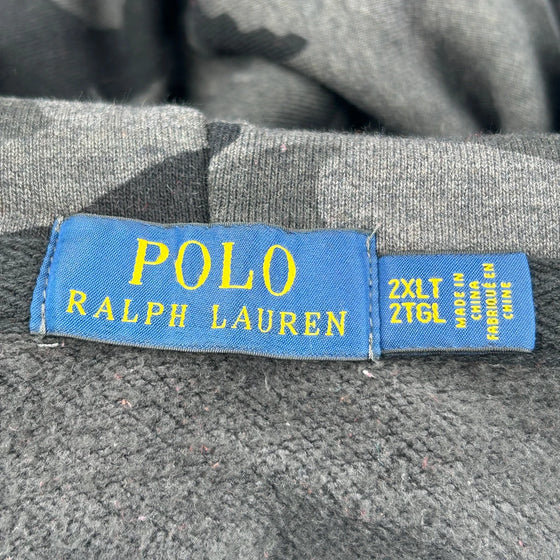 POLO
RALPH LAUREN
2XLT
2TGL
MADE IN
CHINA
FABRIQUÉ EN
CHINE